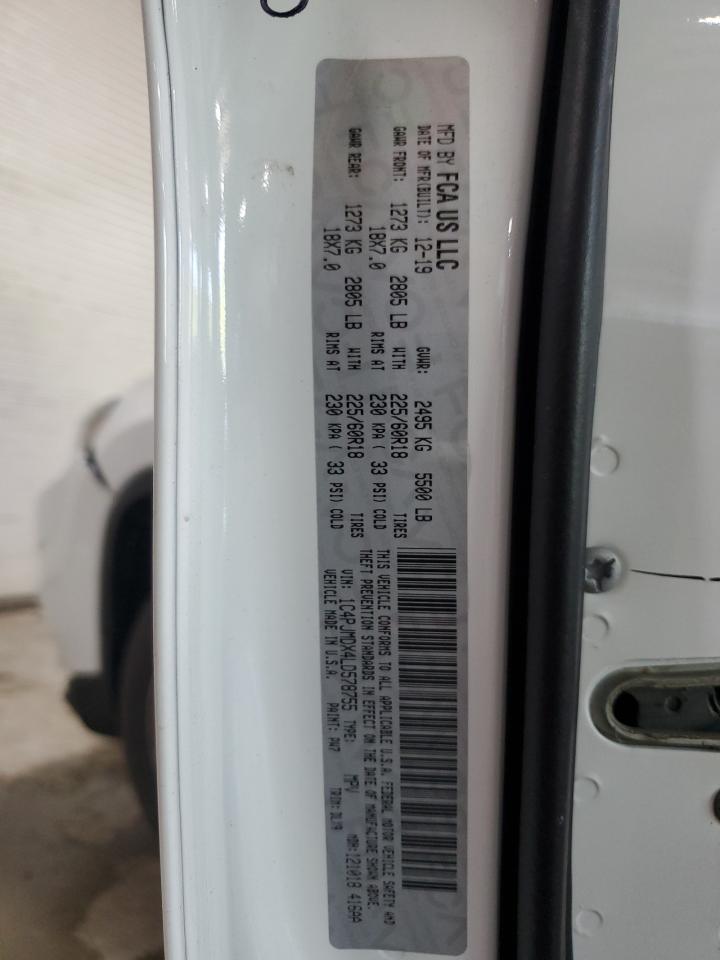 MFD BY FCA US LLC
DATE OF MFR(BUILT): 12-19 GVWR: 2495 KG 5500 LB
GAWR FRONT: 1273 KG 2805 LB WITH 225/60R18 TIRES
18X7.0 RIMS AT 230 KPA ( 33 PSI) COLD
GAWR REAR: 1273 KG 2805 LB WITH 225/60R18 TIRES
18X7.0 RIMS AT 230 KPA ( 33 PSI) COLD
THIS VEHICLE CONFORMS TO ALL APPLICABLE U.S.A. FEDERAL MOTOR VEHICLE SAFETY AND
THEFT PREVENTION STANDARDS IN EFFECT ON THE DATE OF MANUFACTURE SHOWN ABOVE.
VIN: 1C4PJMDX4LD578755 TYPE: MPV MDH:121018 416AA
VEHICLE MADE IN U.S.A. PAINT: PW7 TRIM: